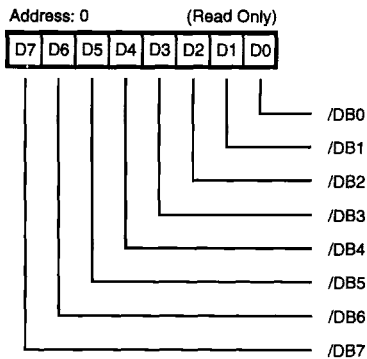 Address: 0 (Read Only)
D7 D6 D5 D4 D3 D2 D1 D0
/DB0
/DB1
/DB2
/DB3
/DB4
/DB5
/DB6
/DB7